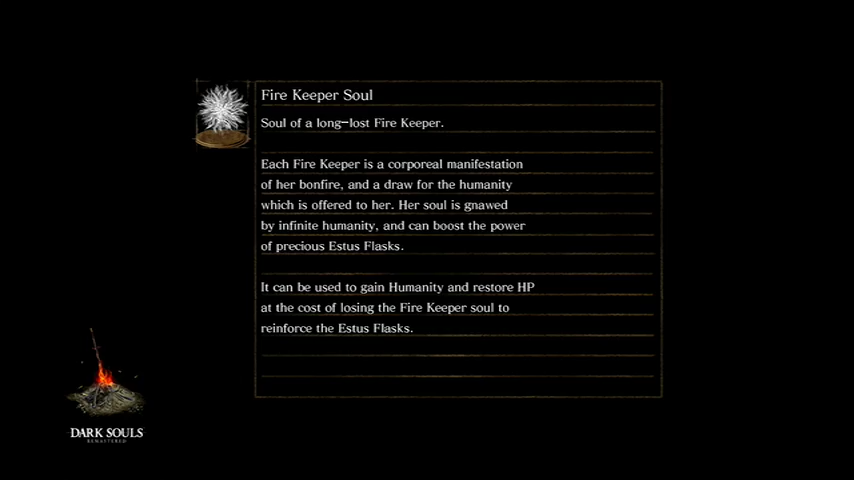 Fire Keeper Soul
Soul of a long-lost Fire Keeper.
Each Fire Keeper is a corporeal manifestation
of her bonfire, and a draw for the humanity
which is offered to her. Her soul is gnawed
by infinite humanity, and can boost the power
of precious Estus Flasks.
It can be used to gain Humanity and restore HP
at the cost of losing the Fire Keeper soul to
reinforce the Estus Flasks.
DARK SOULS
REMASTERED